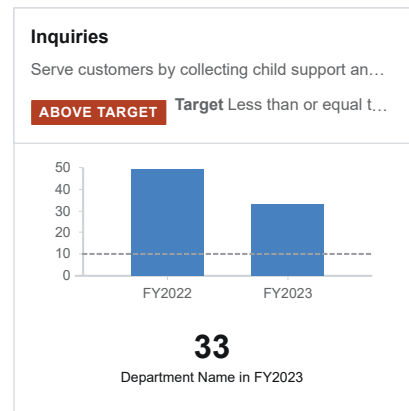 Inquiries
Serve customers by collecting child support an…
ABOVE TARGET Target Less than or equal t…
50
40
30
20
10
0
FY2022 FY2023
33
Department Name in FY2023